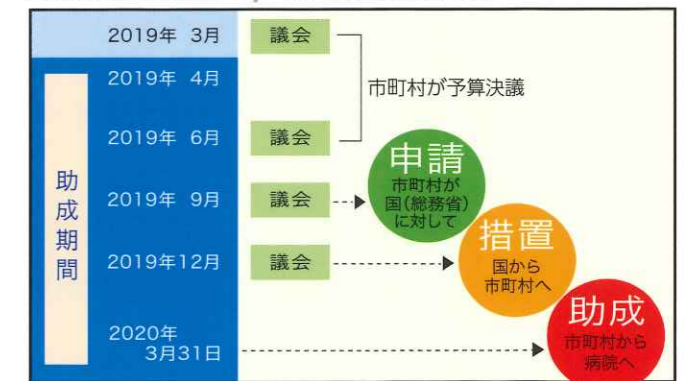 2019年 3月 議会
2019年 4月
市町村が予算決議
2019年 6月 議会
申請
市町村が
国(総務省)
に対して
2019年 9月 議会
助成期間
措置
国から
市町村へ
2019年12月 議会
助成
市町村から
病院へ
2020年
3月31日